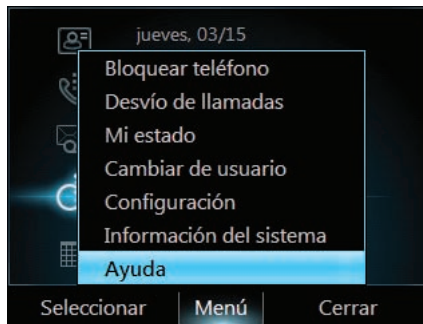 jueves, 03/15
Bloquear teléfono
Desvío de llamadas
Mi estado
Cambiar de usuario
Configuración
Información del sistema
Ayuda
Seleccionar Menú Cerrar